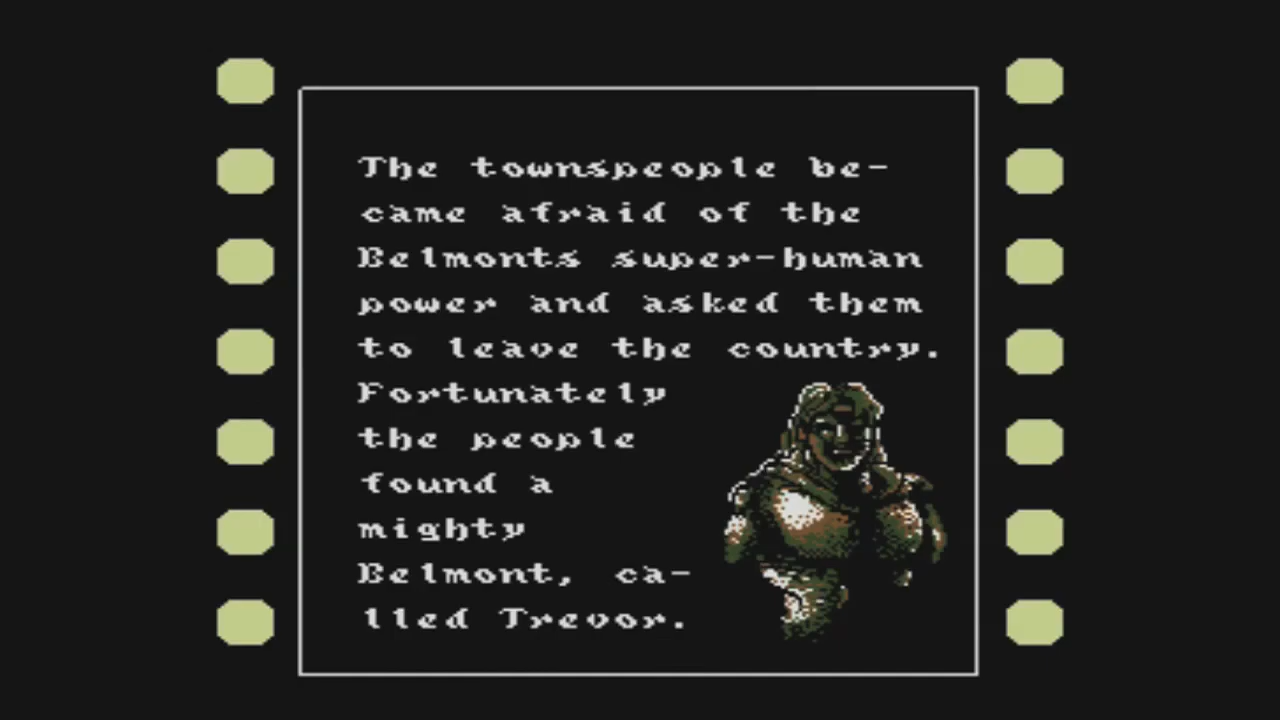 The townspeople be-
came afraid of the
Belmonts super-human
power and asked them
to leave the country.
Fortunately
the people
found a
mighty
Belmont, ca-
lled Trevor.